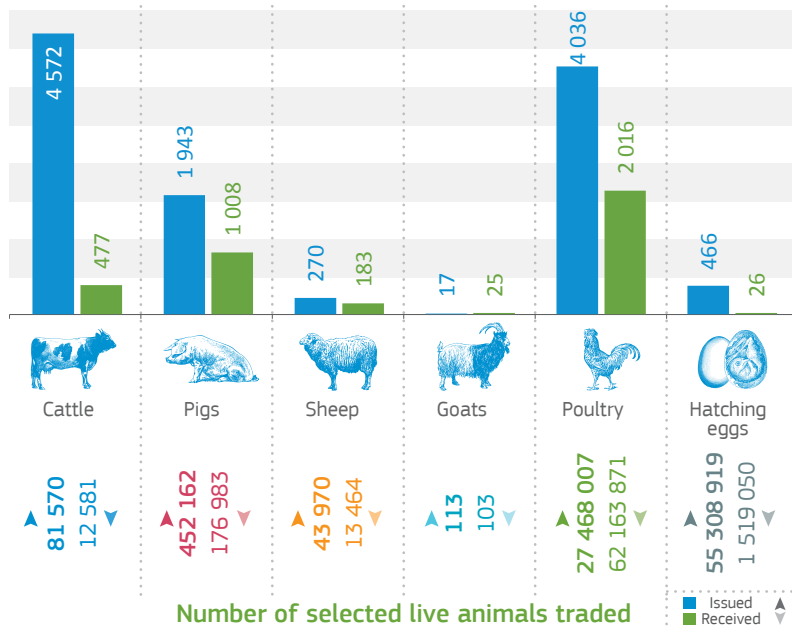 4 572
477
1 943
1 008
270
183
17
25
4 036
2 016
466
26
Cattle
Pigs
Sheep
Goats
Poultry
Hatching
eggs
81 570
12 581
452 162
176 983
43 970
13 464
113
103
27 468 007
62 163 871
55 308 919
1 519 050
Number of selected live animals traded
Issued
Received